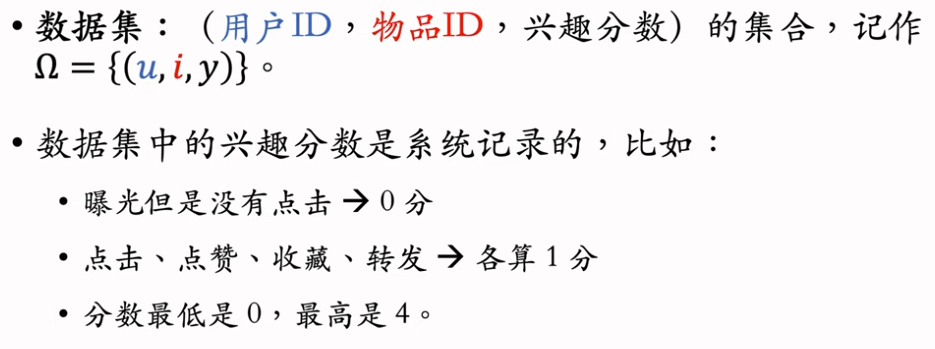 • 数据集：（用户ID，物品ID，兴趣分数）的集合，记作
Ω = {(u, i, y)}。
• 数据集中的兴趣分数是系统记录的，比如：
• 曝光但是没有点击 → 0 分
• 点击、点赞、收藏、转发 → 各算 1 分
• 分数最低是 0，最高是 4。